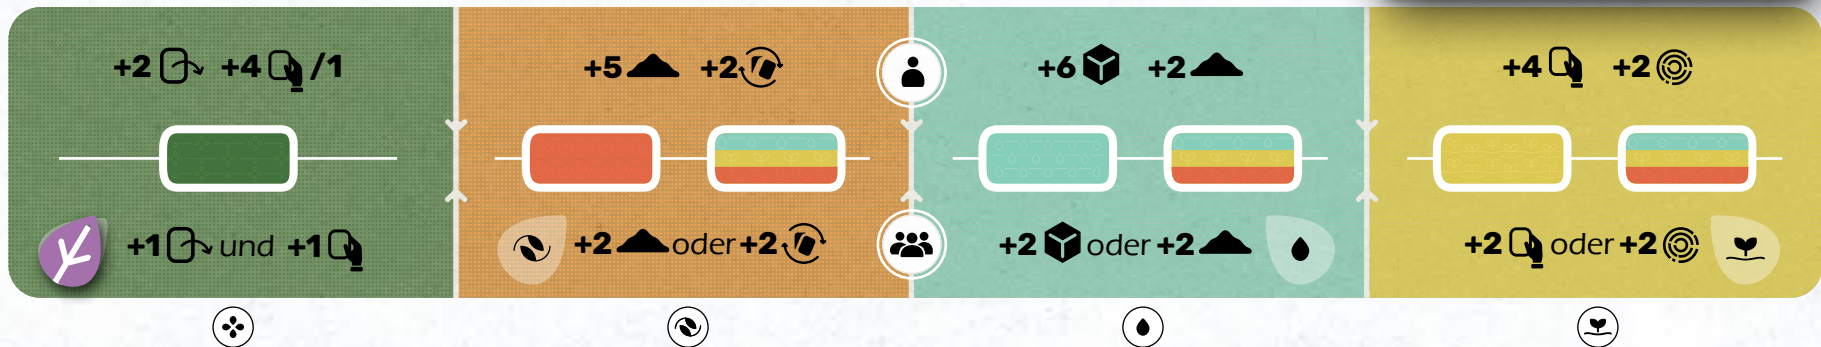 +2 +4 /1
+5 +2
+6 +2
+4 +2
+1 und +1
+2 oder +2
+2 oder +2
+2 oder +2